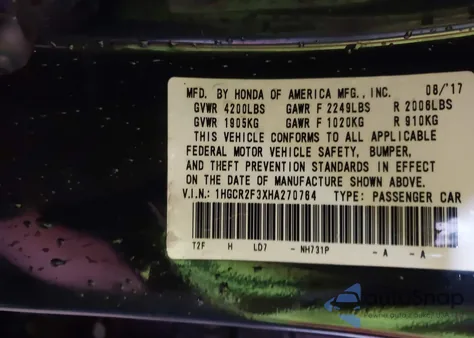 MFD. BY HONDA OF AMERICA MFG., INC. 08/17
GVWR 4200LBS GAWR F 2249LBS R 2006LBS
GVWR 1905KG GAWR F 1020KG R 910KG
THIS VEHICLE CONFORMS TO ALL APPLICABLE
FEDERAL MOTOR VEHICLE SAFETY, BUMPER,
AND THEFT PREVENTION STANDARDS IN EFFECT
ON THE DATE OF MANUFACTURE SHOWN ABOVE.
V.I.N.: 1HGCR2F3XHA270764 TYPE: PASSENGER CAR
T2F H LD7 - NH731P - A - A
autoSnap